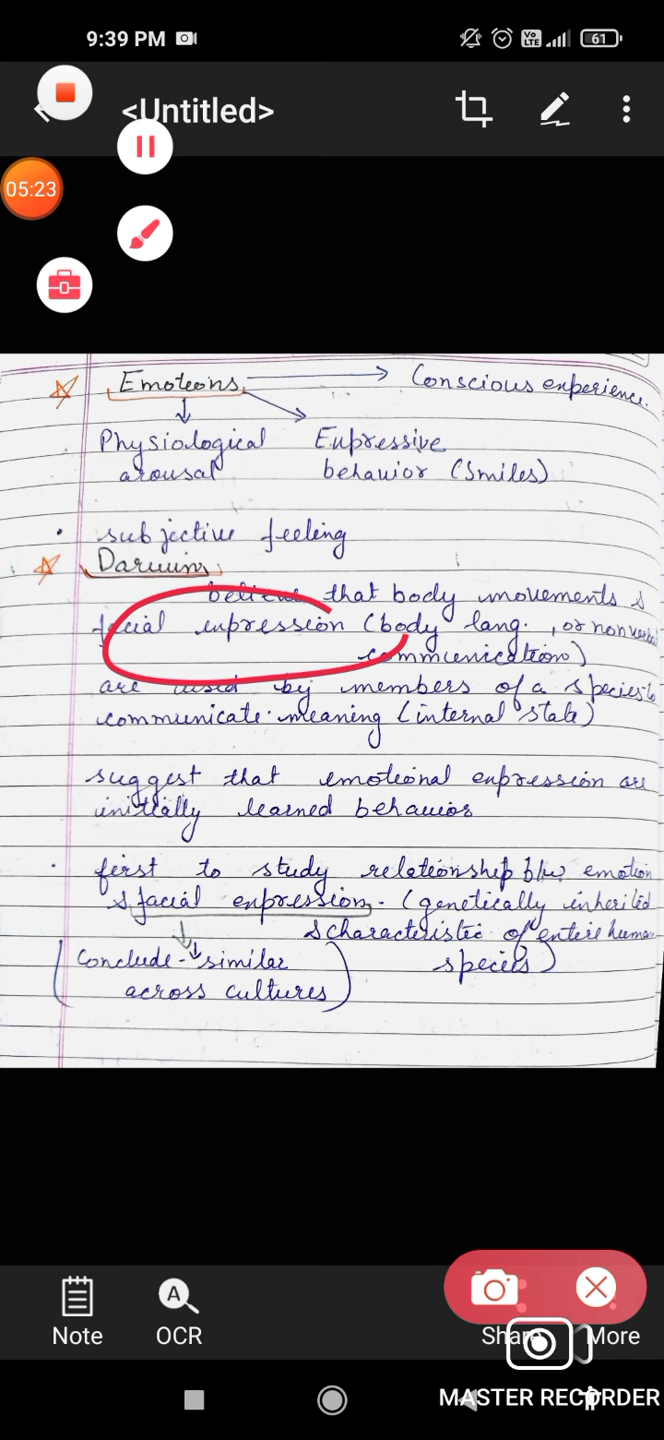 9:39 PM
Vo LTE
61
<Untitled>
05:23
Emotions → Conscious experience.
Physiological arousal
Expressive behavior (Smiles)
• subjective feeling
Darwin
believe that body movements &
facial expression (body lang., or nonverbal
communication)
are used by members of a species to
communicate meaning (internal state)
suggest that emotional expression are
initially learned behavior
• first to study relationship b/w emotion
& facial expression. (genetically inherited
& characteristic of entire human
species)
(Conclude → similar
across cultures)
Note
OCR
Share
More
MASTER RECORDER